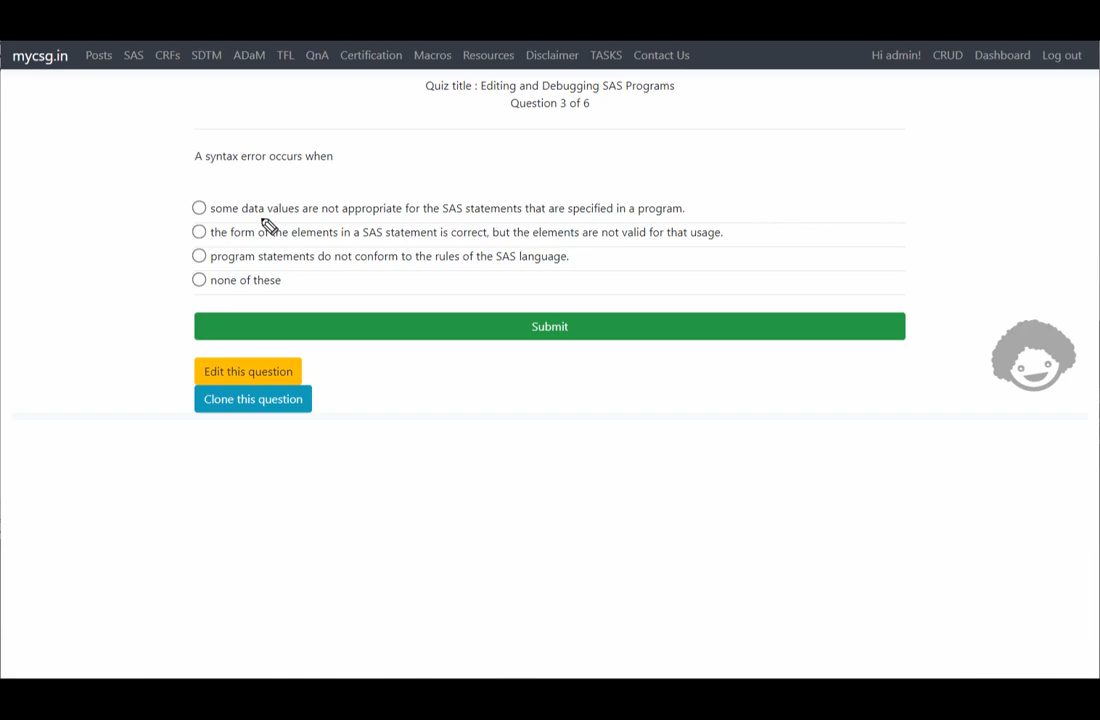 mycsg.in Posts SAS CRFs SDTM ADaM TFL QnA Certification Macros Resources Disclaimer TASKS Contact Us Hi admin! CRUD Dashboard Log out
Quiz title : Editing and Debugging SAS Programs
Question 3 of 6
A syntax error occurs when
some data values are not appropriate for the SAS statements that are specified in a program.
the form of the elements in a SAS statement is correct, but the elements are not valid for that usage.
program statements do not conform to the rules of the SAS language.
none of these
Submit
Edit this question
Clone this question